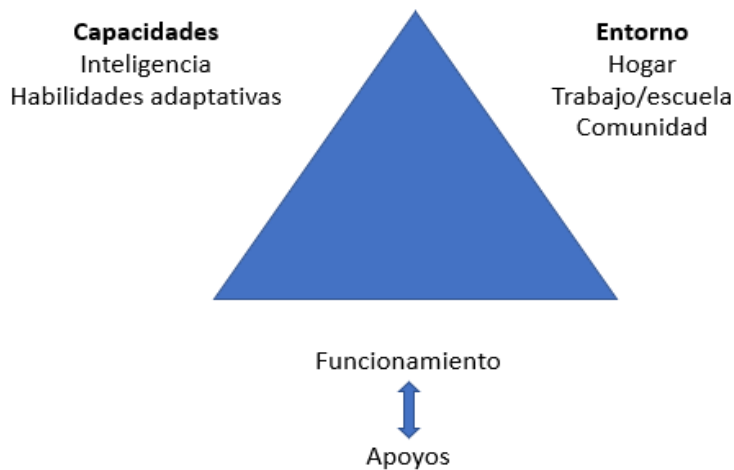 Capacidades
Inteligencia
Habilidades adaptativas
Entorno
Hogar
Trabajo/escuela
Comunidad
Funcionamiento
Apoyos